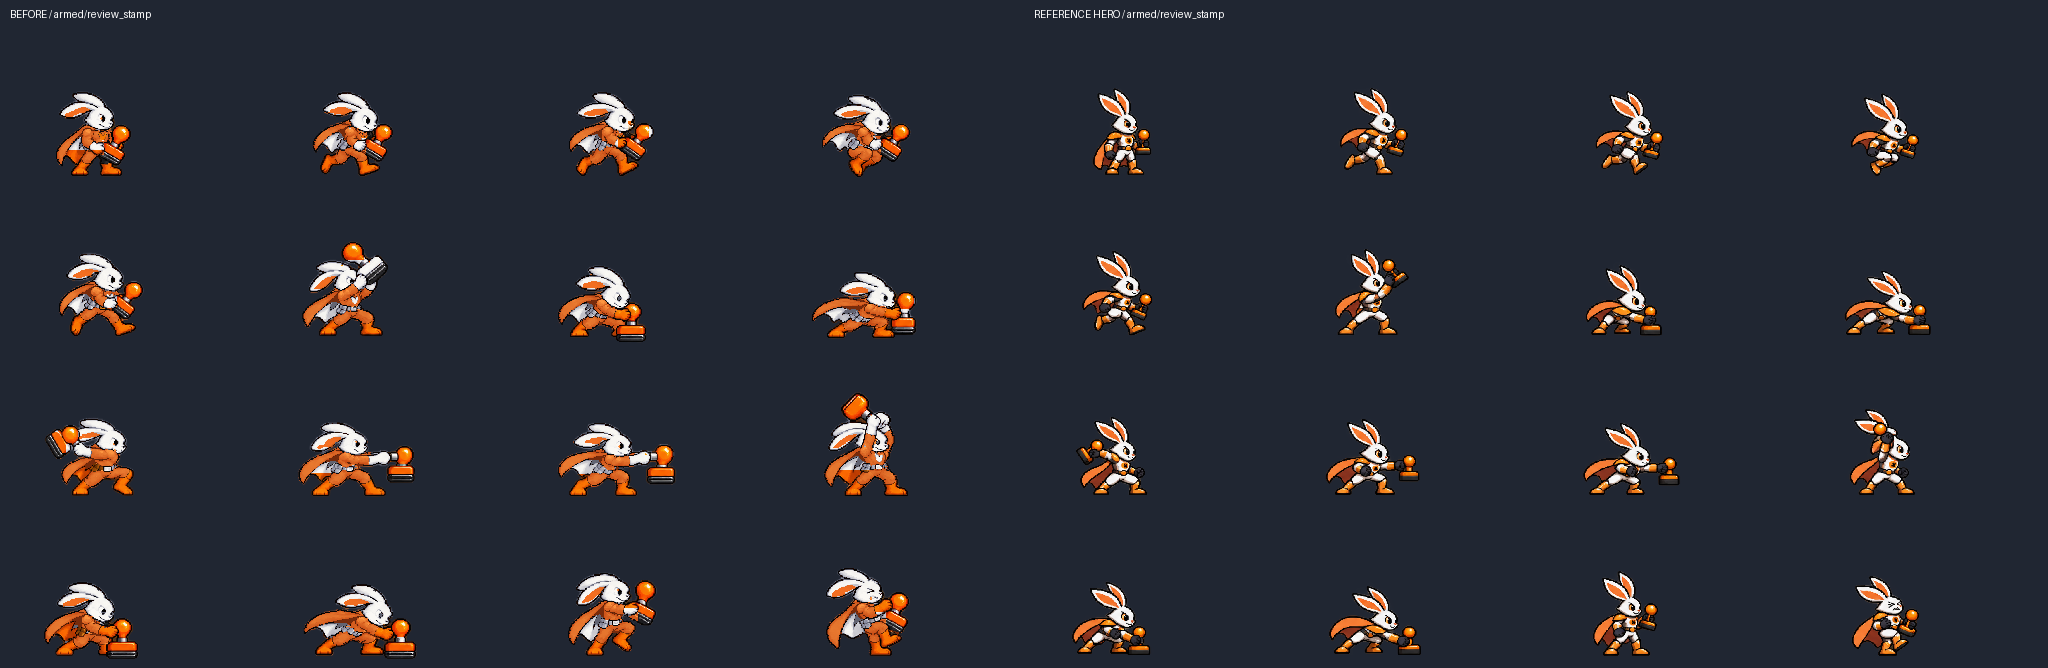 BEFORE / armed/review_stamp
REFERENCE HERO / armed/review_stamp